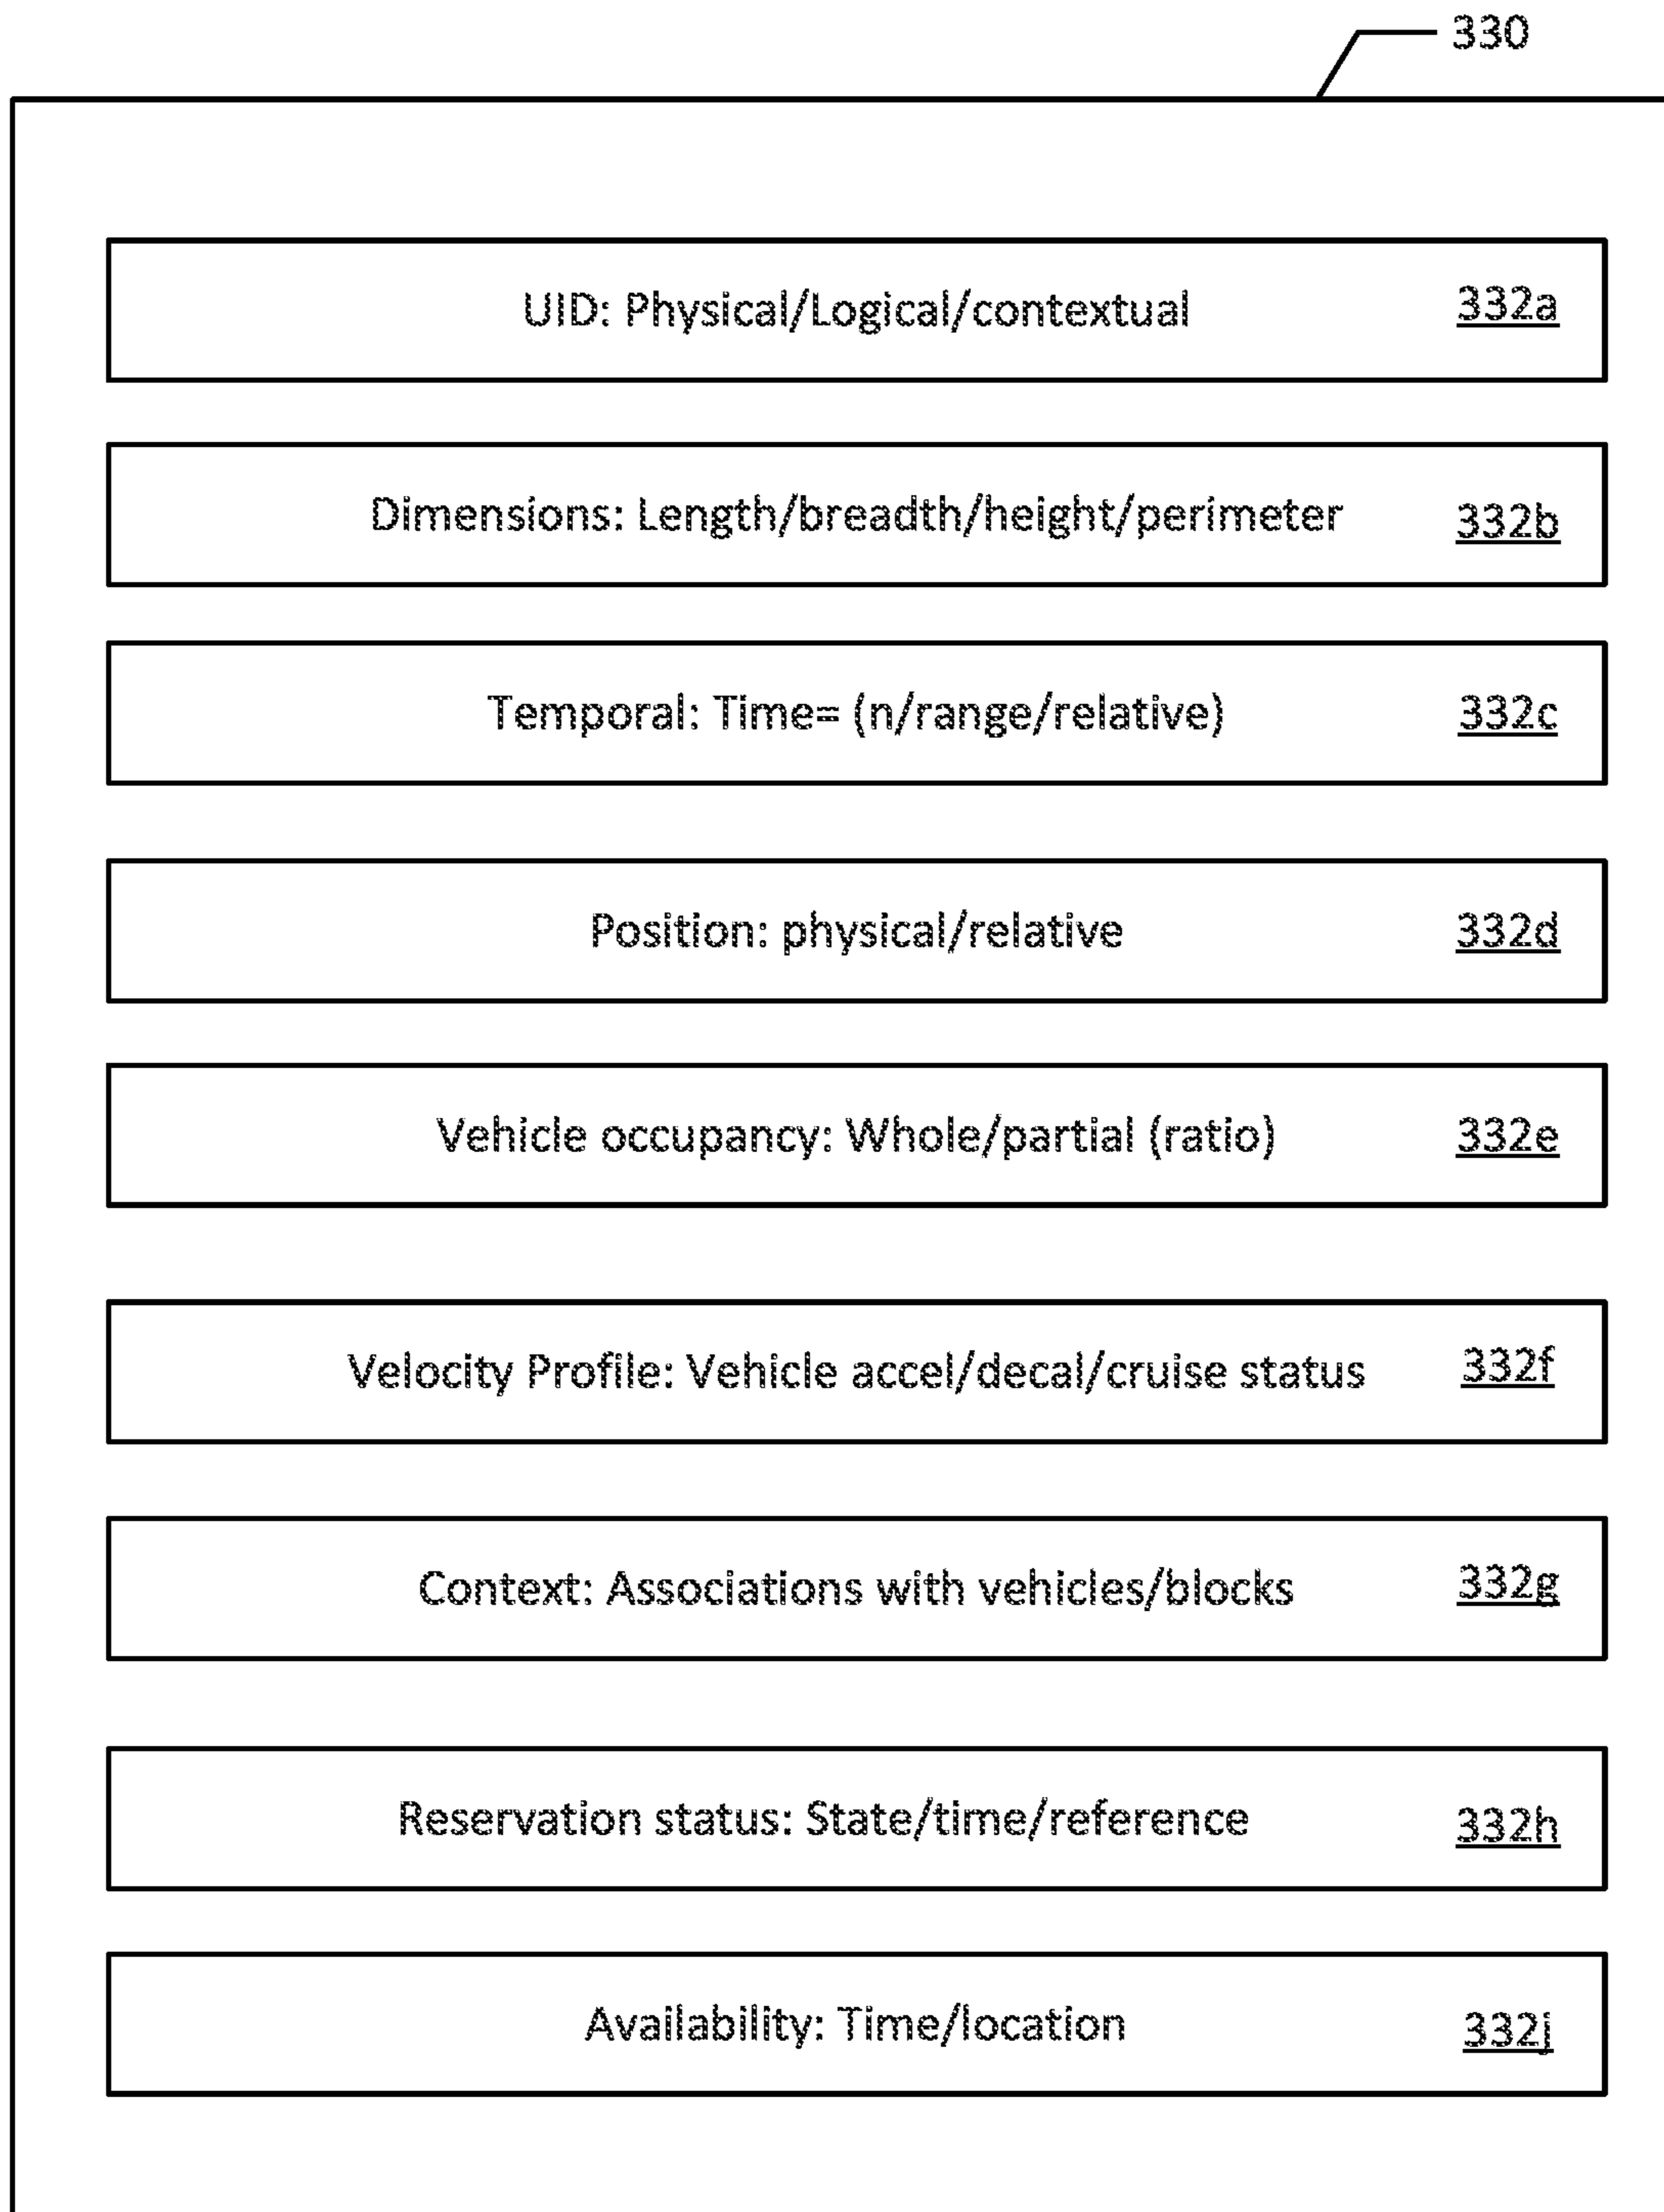 330
UID: Physical/Logical/contextual 332a
Dimensions: Length/breadth/height/perimeter 332b
Temporal: Time= (n/range/relative) 332c
Position: physical/relative 332d
Vehicle occupancy: Whole/partial (ratio) 332e
Velocity Profile: Vehicle accel/decal/cruise status 332f
Context: Associations with vehicles/blocks 332g
Reservation status: State/time/reference 332h
Availability: Time/location 332j